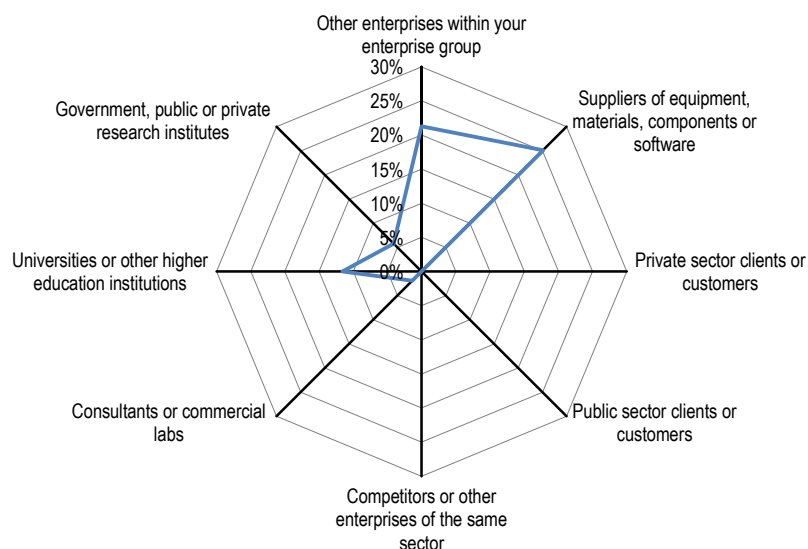 Other enterprises within your
enterprise group
30%
25%
20%
15%
10%
5%
0%
Suppliers of equipment,
materials, components or
software
Private sector clients or
customers
Public sector clients or
customers
Competitors or other
enterprises of the same
sector
Consultants or commercial
labs
Universities or other higher
education institutions
Government, public or private
research institutes